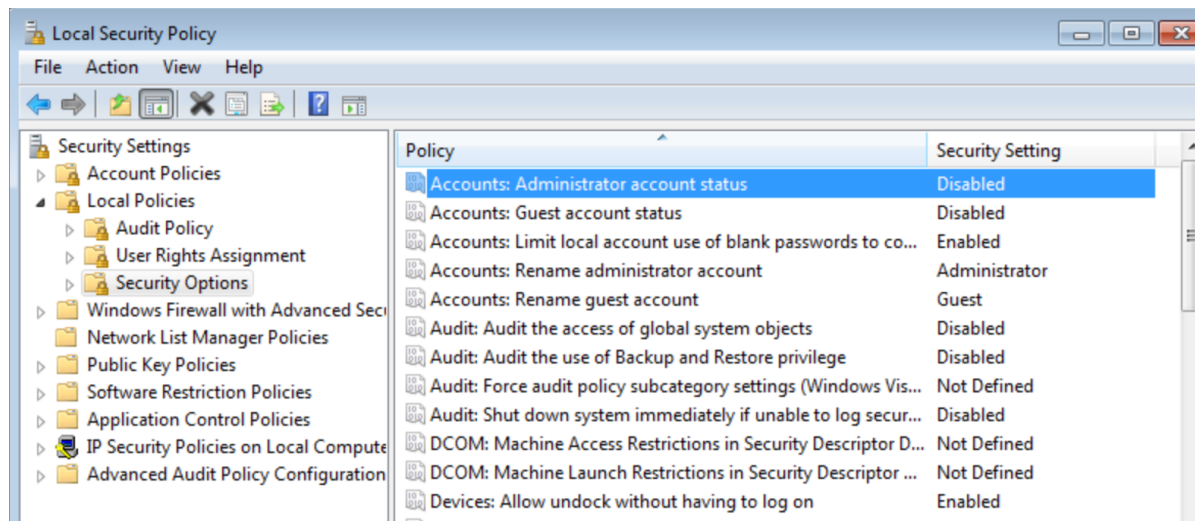 Local Security Policy
File Action View Help
Security Settings
Account Policies
Local Policies
Audit Policy
User Rights Assignment
Security Options
Windows Firewall with Advanced Secu
Network List Manager Policies
Public Key Policies
Software Restriction Policies
Application Control Policies
IP Security Policies on Local Compute
Advanced Audit Policy Configuration
Policy Security Setting
Accounts: Administrator account status Disabled
Accounts: Guest account status Disabled
Accounts: Limit local account use of blank passwords to co... Enabled
Accounts: Rename administrator account Administrator
Accounts: Rename guest account Guest
Audit: Audit the access of global system objects Disabled
Audit: Audit the use of Backup and Restore privilege Disabled
Audit: Force audit policy subcategory settings (Windows Vis... Not Defined
Audit: Shut down system immediately if unable to log secur... Disabled
DCOM: Machine Access Restrictions in Security Descriptor D... Not Defined
DCOM: Machine Launch Restrictions in Security Descriptor ... Not Defined
Devices: Allow undock without having to log on Enabled